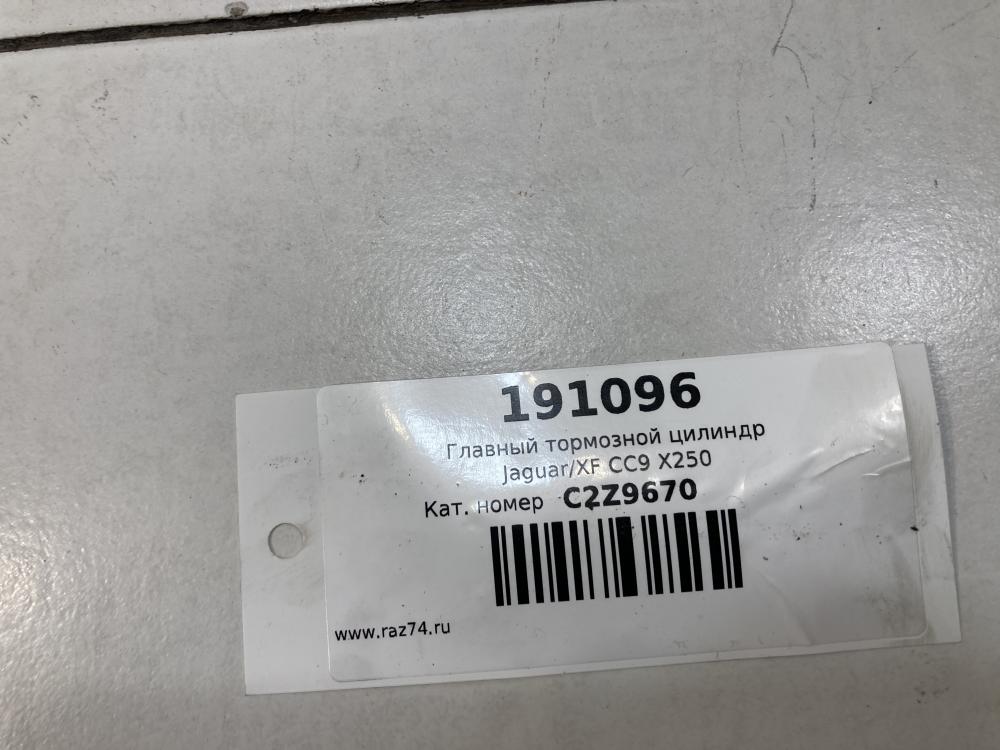 191096
Главный тормозной цилиндр
Jaguar/XF CC9 X250
Кат. номер C2Z9670
www.raz74.ru